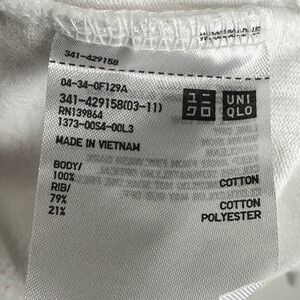 341-429158
04-34-0F129A
341-429158(03-11)
RN139864
1373-0054-00L3
MADE IN VIETNAM
ユニ
クロ
UNI
QLO
BODY/
100% COTTON
RIB/
79% COTTON
21% POLYESTER